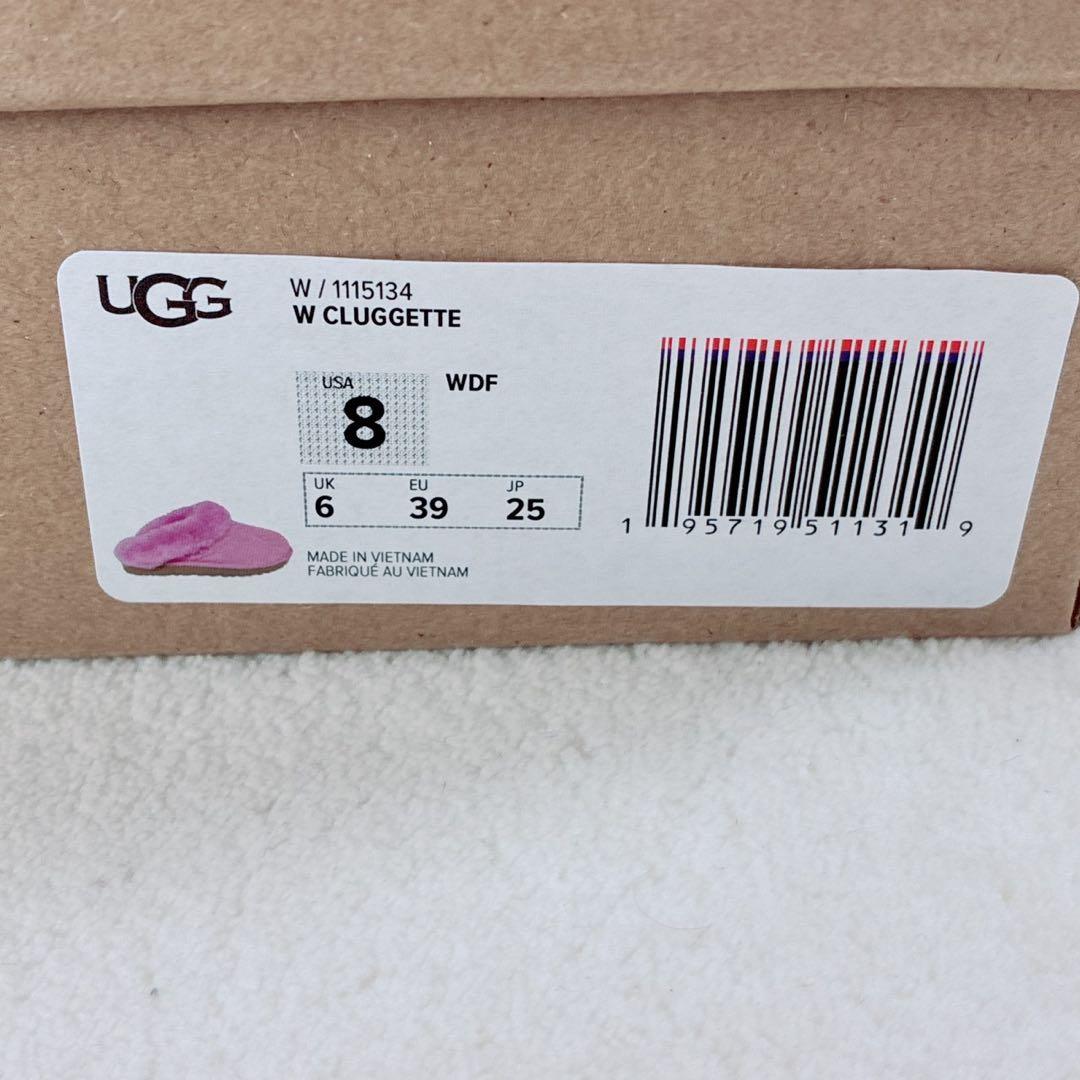 UGG
W / 1115134
W CLUGGETTE
USA
8
WDF
UK EU JP
6 39 25
MADE IN VIETNAM
FABRIQUÉ AU VIETNAM
1 95719 51131 9